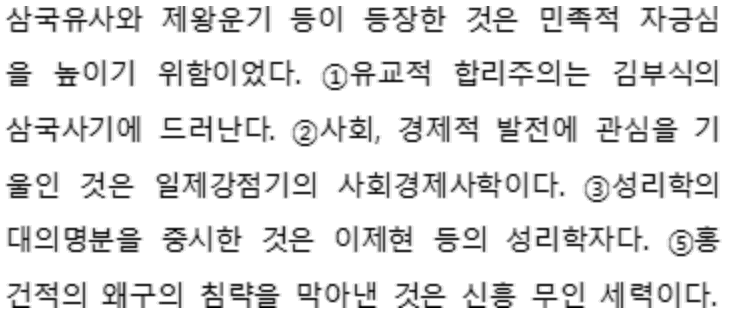 삼국유사와 제왕운기 등이 등장한 것은 민족적 자긍심
을 높이기 위함이었다. ①유교적 합리주의는 김부식의
삼국사기에 드러난다. ②사회, 경제적 발전에 관심을 기
울인 것은 일제강점기의 사회경제사학이다. ③성리학의
대의명분을 중시한 것은 이제현 등의 성리학자다. ⑤홍
건적의 왜구의 침략을 막아낸 것은 신흥 무인 세력이다.